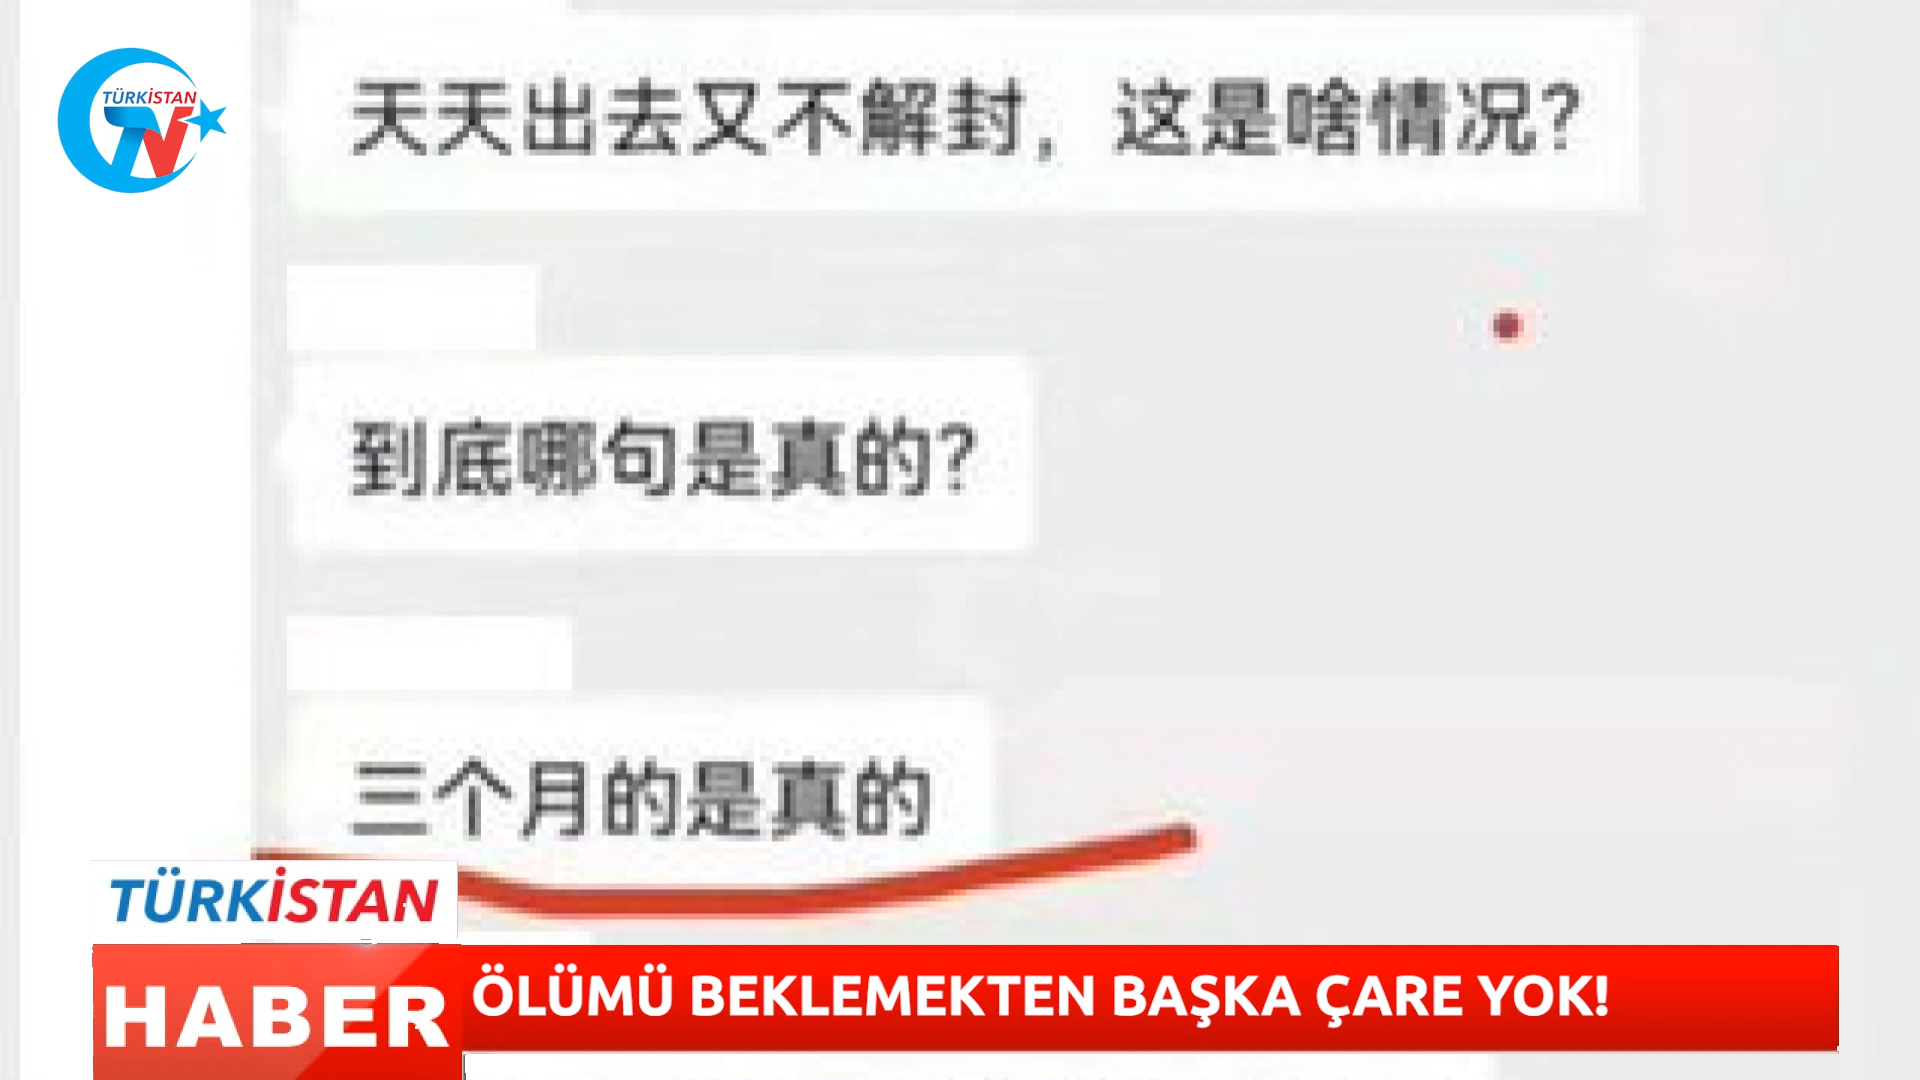 TÜRKİSTAN
TV
天天出去又不解封，这是啥情况？
到底哪句是真的？
三个月的是真的
TÜRKİSTAN
HABER
ÖLÜMÜ BEKLEMEKTEN BAŞKA ÇARE YOK!